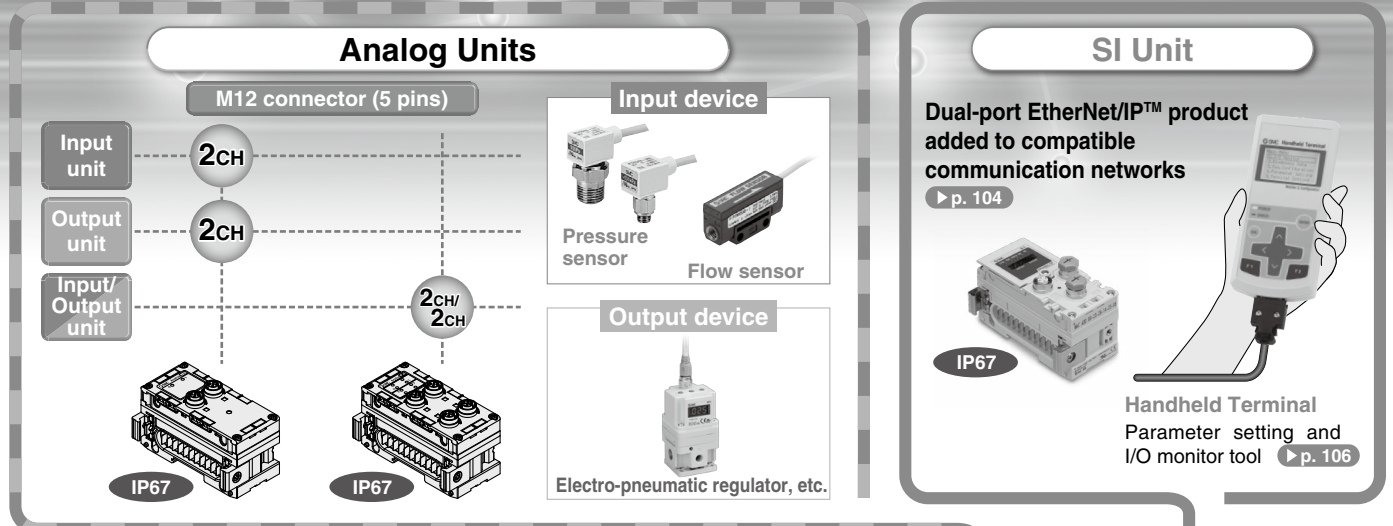 Analog Units
M12 connector (5 pins)
Input
unit
2CH
Output
unit
2CH
Input/
Output
unit
2CH/
2CH
IP67
IP67
Input device
Pressure
sensor
Flow sensor
Output device
Electro-pneumatic regulator, etc.
SI Unit
Dual-port EtherNet/IP™ product
added to compatible
communication networks
▶p. 104
IP67
Handheld Terminal
Handheld Terminal
Parameter setting and
I/O monitor tool ▶p. 106